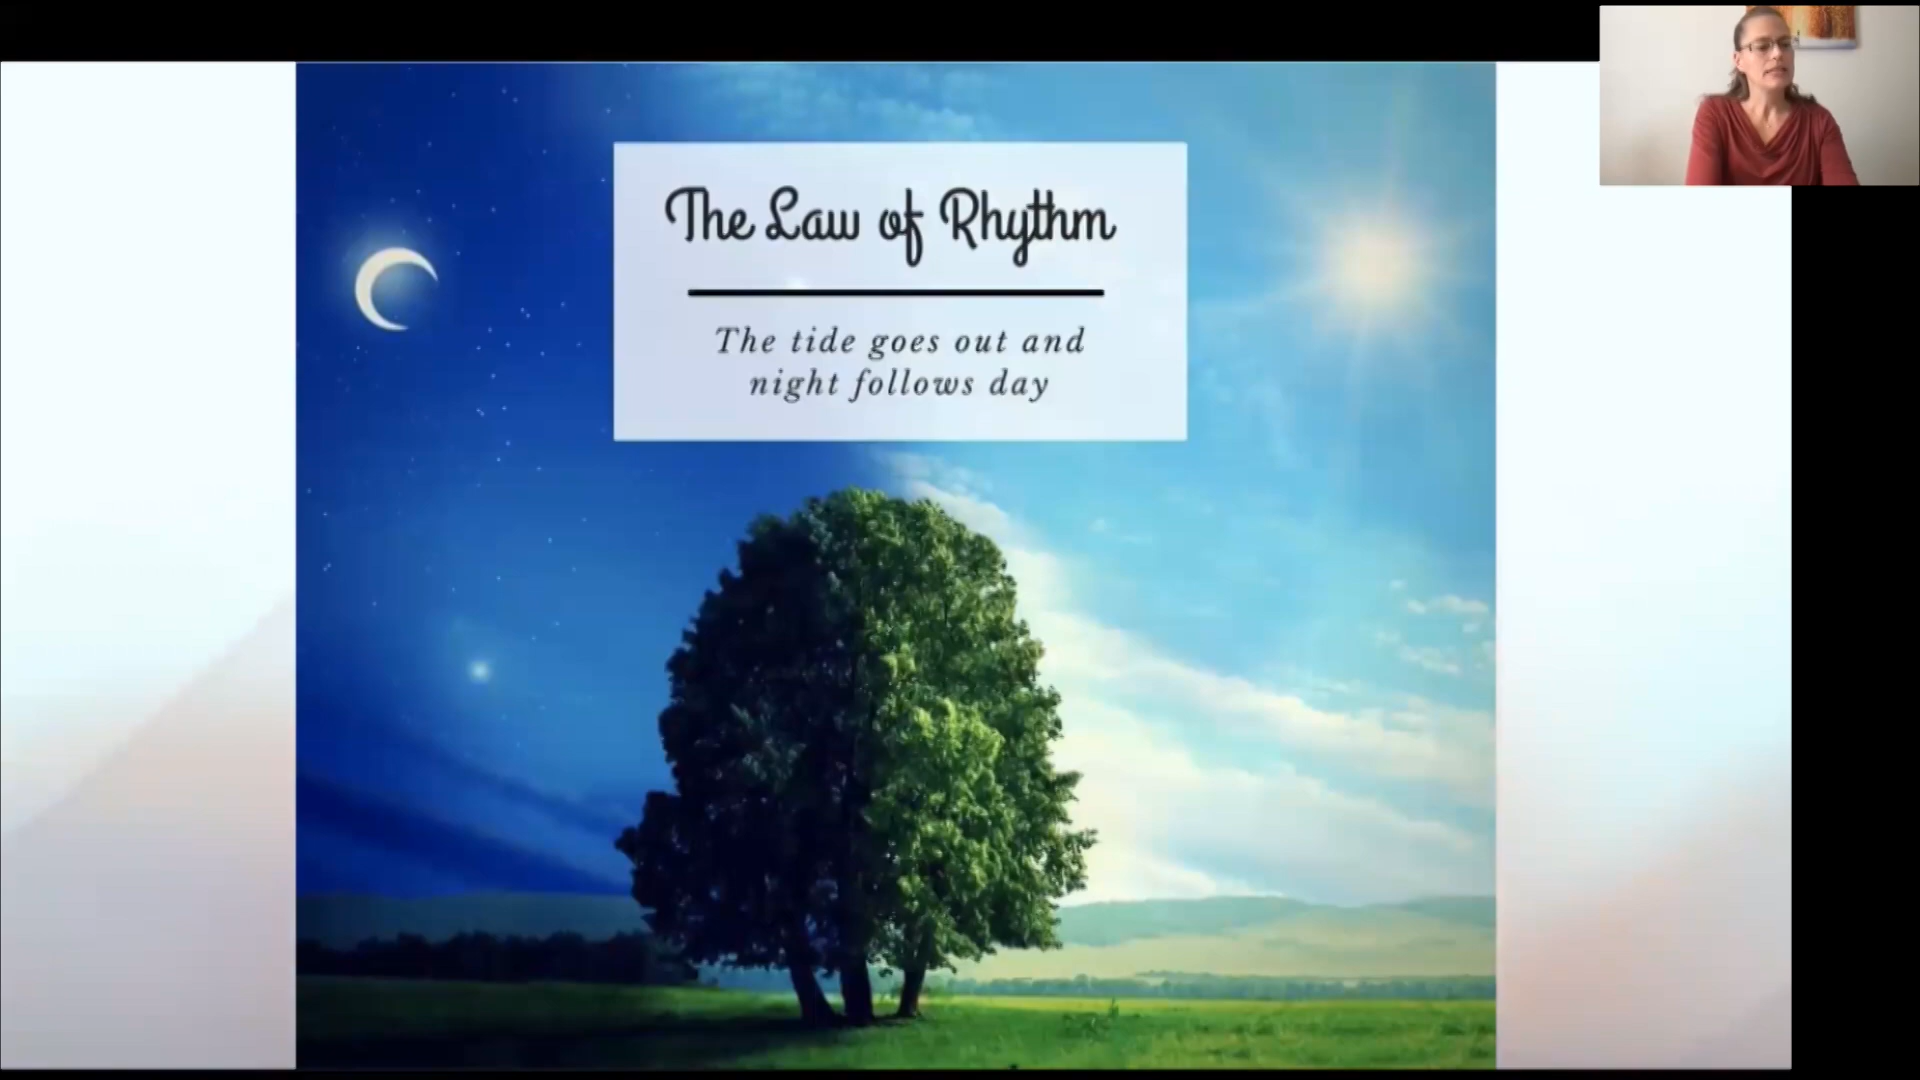 The Law of Rhythm
The tide goes out and
night follows day